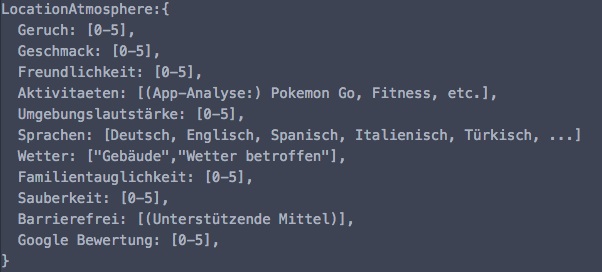 LocationAtmosphere:{
Geruch: [0-5],
Geschmack: [0-5],
Freundlichkeit: [0-5],
Aktivitaeten: [(App-Analyse:) Pokemon Go, Fitness, etc.],
Umgebungslautstärke: [0-5],
Sprachen: [Deutsch, Englisch, Spanisch, Italienisch, Türkisch, ...]
Wetter: ["Gebäude","Wetter betroffen"],
Familientauglichkeit: [0-5],
Sauberkeit: [0-5],
Barrierefrei: [(Unterstützende Mittel)],
Google Bewertung: [0-5],
}